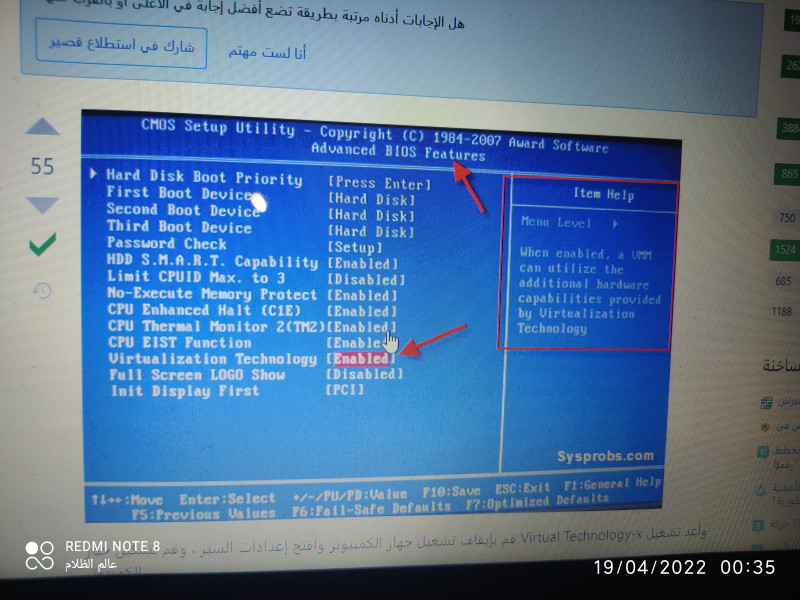 هل الإجابات أدناه مرتبة بطريقة تضع أفضل إجابة في الأعلى أو بالقرب
شارك في استطلاع قصير
أنا لست مهتم
55
CMOS Setup Utility - Copyright (C) 1984-2007 Award Software
Advanced BIOS Features
Hard Disk Boot Priority [Press Enter]
First Boot Device [Hard Disk]
Second Boot Device [Hard Disk]
Third Boot Device [Hard Disk]
Password Check [Setup]
HDD S.M.A.R.T. Capability [Enabled]
Limit CPUID Max. to 3 [Disabled]
No-Execute Memory Protect [Enabled]
CPU Enhanced Halt (C1E) [Enabled]
CPU Thermal Monitor 2(TM2) [Enabled]
CPU EIST Function [Enable
Virtualization Technology [Enabled]
Full Screen LOGO Show [Disabled]
Init Display First [PCI]
Item Help
Menu Level
When enabled, a VMM
can utilize the
additional hardware
capabilities provided
by Virtualization
Technology
Sysprobs.com
↑↓→←:Move Enter:Select +/-/PU/PD:Value F10:Save ESC:Exit F1:General Help
F5:Previous Values F6:Fail-Safe Defaults F7:Optimized Defaults
قم بإيقاف تشغيل جهاز الكمبيوتر وافتح إعدادات السير ، وقم Virtual Technology-x وأعد تشغيل
388
865
750
1524
685
1188
ساخنة
REDMI NOTE 8
عالم الظلام
19/04/2022 00:35